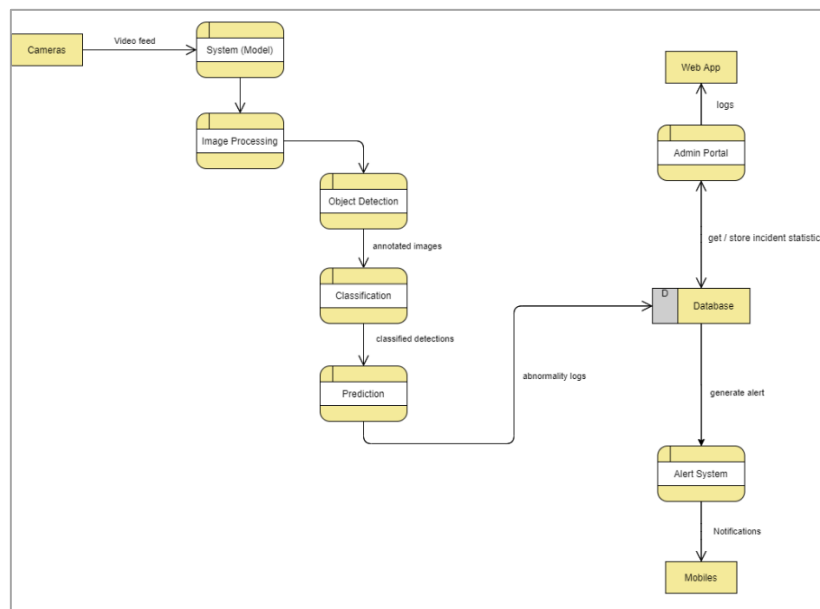 Cameras
Video feed
System (Model)
Image Processing
Object Detection
annotated images
Classification
classified detections
Prediction
abnormality logs
Web App
logs
Admin Portal
get / store incident statistic
D
Database
generate alert
Alert System
Notifications
Mobiles